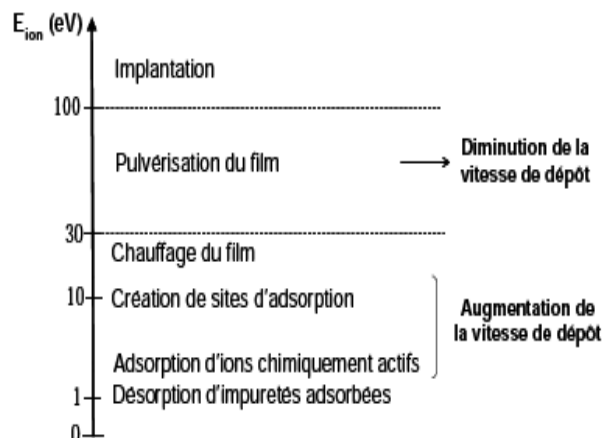 E_ion (eV)
Implantation
100
Pulvérisation du film
Diminution de la
vitesse de dépôt
30
Chauffage du film
10
Création de sites d'adsorption
Augmentation de
la vitesse de dépôt
Adsorption d'ions chimiquement actifs
1
Désorption d'impuretés adsorbées
0